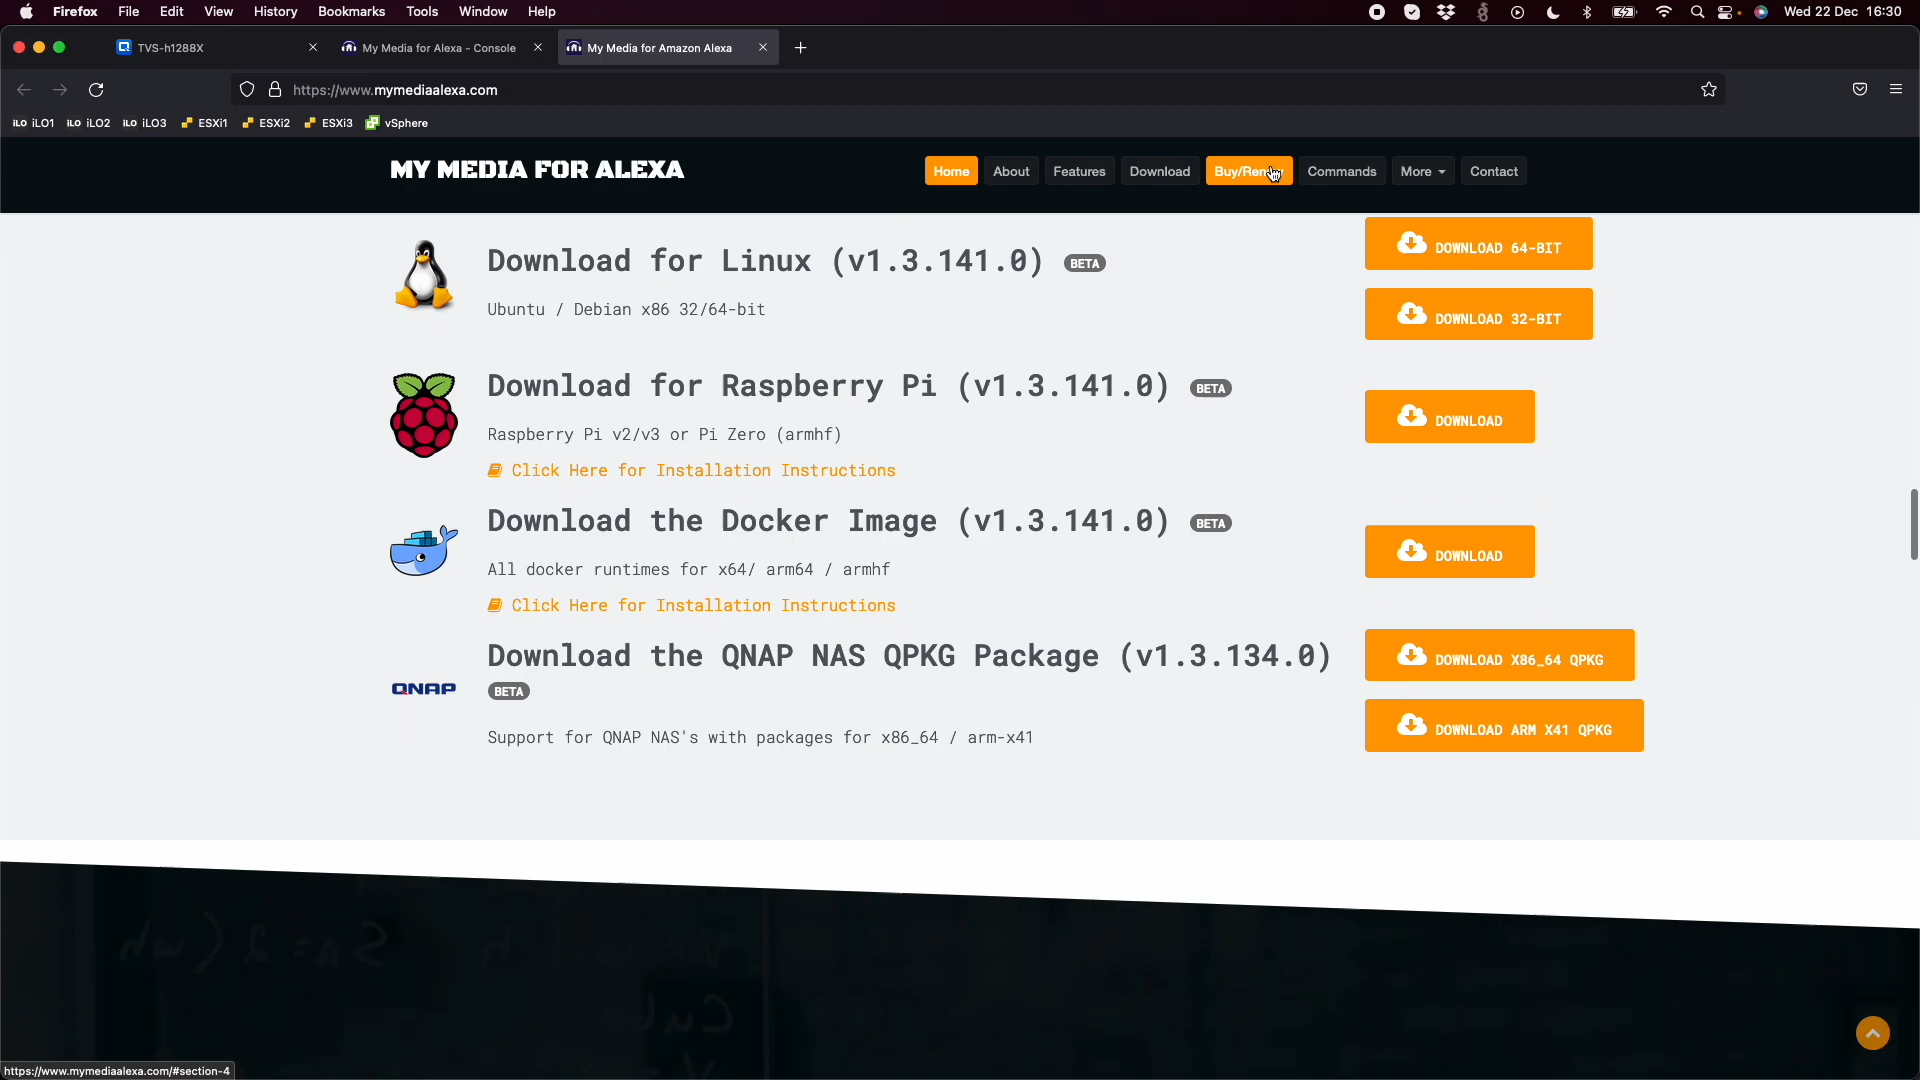 Firefox File Edit View History Bookmarks Tools Window Help Wed 22 Dec 16:30
TVS-h1288X My Media for Alexa - Console My Media for Amazon Alexa
https://www.mymediaalexa.com
iLO iLO1 iLO iLO2 iLO iLO3 ESXi1 ESXi2 ESXi3 vSphere
MY MEDIA FOR ALEXA Home About Features Download Commands More Contact
Download for Linux (v1.3.141.0) BETA
DOWNLOAD 64-BIT
Ubuntu / Debian x86 32/64-bit
DOWNLOAD 32-BIT
Download for Raspberry Pi (v1.3.141.0) BETA
DOWNLOAD
Raspberry Pi v2/v3 or Pi Zero (armhf)
Click Here for Installation Instructions
Download the Docker Image (v1.3.141.0) BETA
DOWNLOAD
All docker runtimes for x64/ arm64 / armhf
Click Here for Installation Instructions
Download the QNAP NAS QPKG Package (v1.3.134.0)
DOWNLOAD X86_64 QPKG
QNAP BETA
DOWNLOAD ARM X41 QPKG
Support for QNAP NAS's with packages for x86_64 / arm-x41
https://www.mymediaalexa.com/#section-4